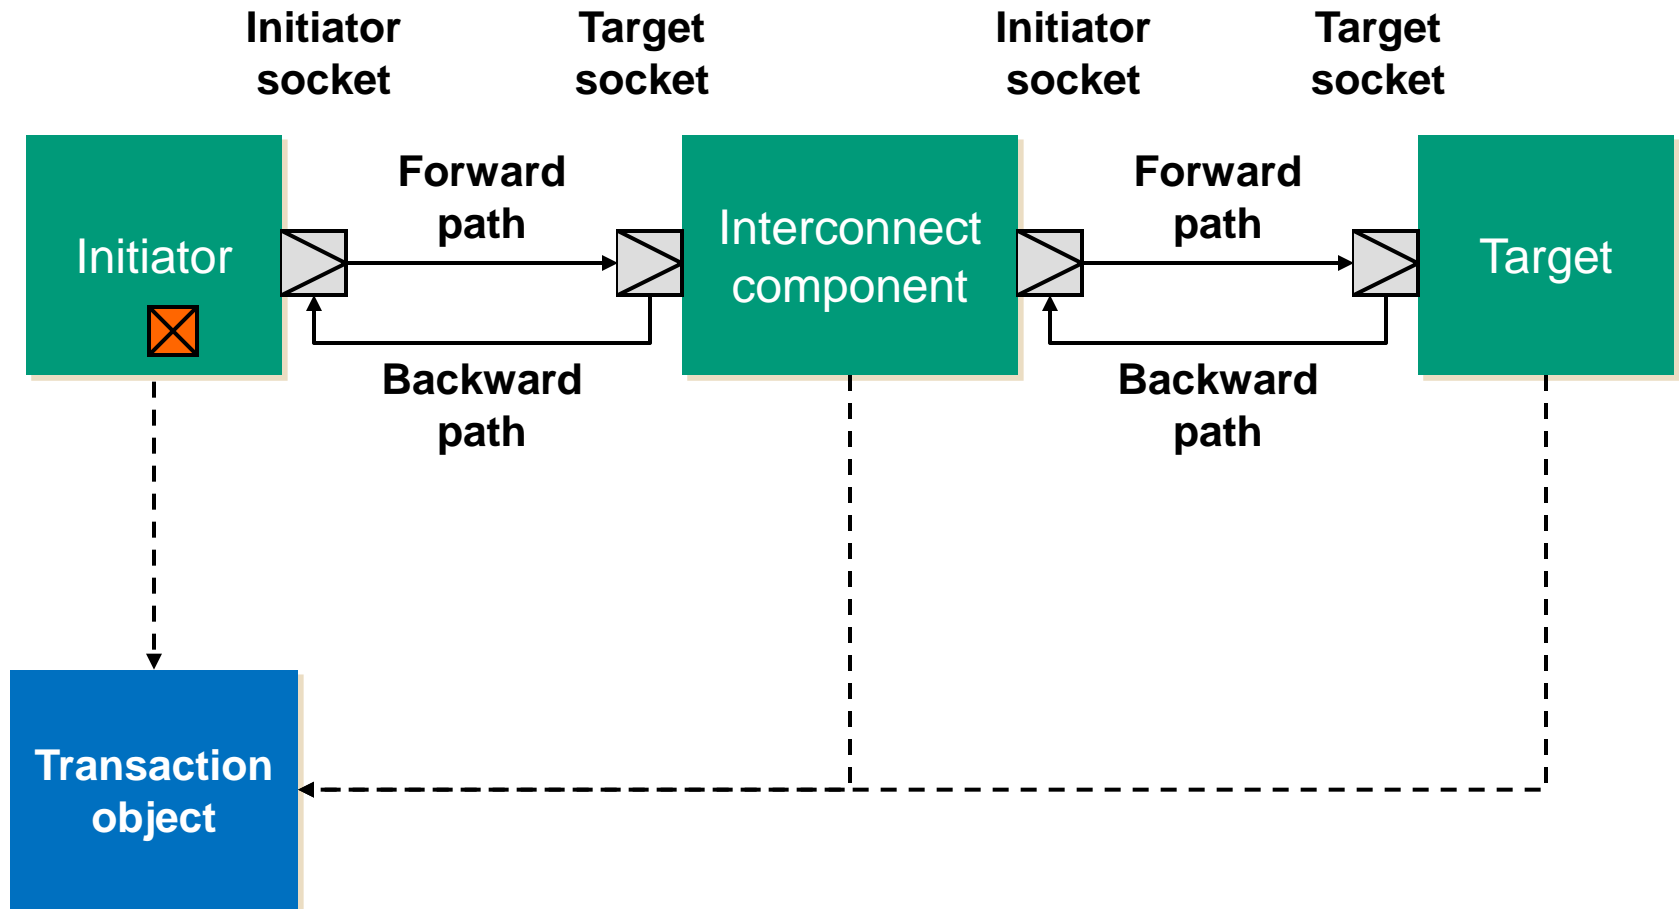 Initiator
socket
Target
socket
Initiator
socket
Target
socket
Initiator
Forward
path
Interconnect
component
Forward
path
Target
Backward
path
Backward
path
Transaction
object